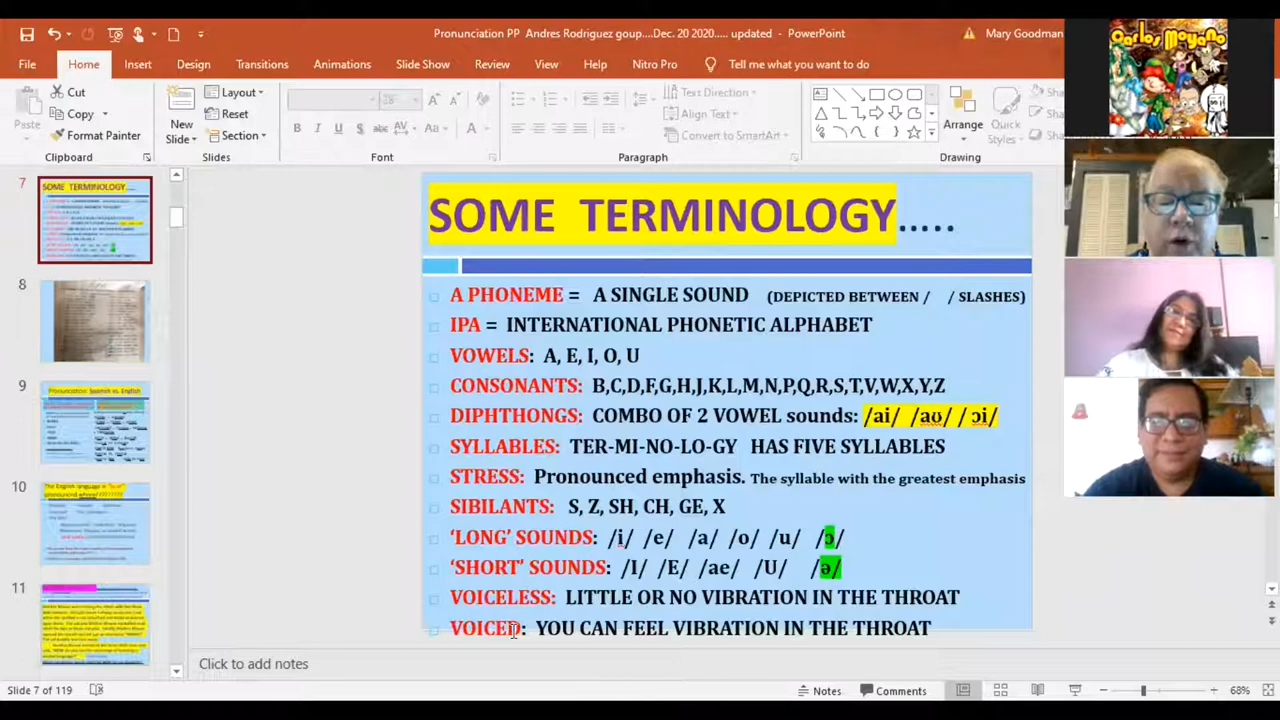 Pronunciation PP Andres Rodriguez goup....Dec. 20 2020..... updated - PowerPoint
Mary Goodman
File Home Insert Design Transitions Animations Slide Show Review View Help Nitro Pro Tell me what you want to do
Paste
Cut
Copy
Format Painter
Clipboard
New Slide
Layout
Reset
Section
Slides
Font
Text Direction
Align Text
Convert to SmartArt
Paragraph
Arrange
Quick Styles
Drawing
Carlos Moyano
7
SOME TERMINOLOGY.....
8
9
Pronunciation: Spanish vs. English
10
11
SOME TERMINOLOGY.....
A PHONEME = A SINGLE SOUND (DEPICTED BETWEEN / / SLASHES)
IPA = INTERNATIONAL PHONETIC ALPHABET
VOWELS: A, E, I, O, U
CONSONANTS: B,C,D,F,G,H,J,K,L,M,N,P,Q,R,S,T,V,W,X,Y,Z
DIPHTHONGS: COMBO OF 2 VOWEL sounds: /ai/ /aʊ/ /ɔi/
SYLLABLES: TER-MI-NO-LO-GY HAS FIVE SYLLABLES
STRESS: Pronounced emphasis. The syllable with the greatest emphasis
SIBILANTS: S, Z, SH, CH, GE, X
‘LONG’ SOUNDS: /i/ /e/ /a/ /o/ /u/ /ɔ/
‘SHORT’ SOUNDS: /I/ /E/ /ae/ /U/ /ə/
VOICELESS: LITTLE OR NO VIBRATION IN THE THROAT
VOICED: YOU CAN FEEL VIBRATION IN THE THROAT
Click to add notes
Slide 7 of 119
Notes
Comments
68%